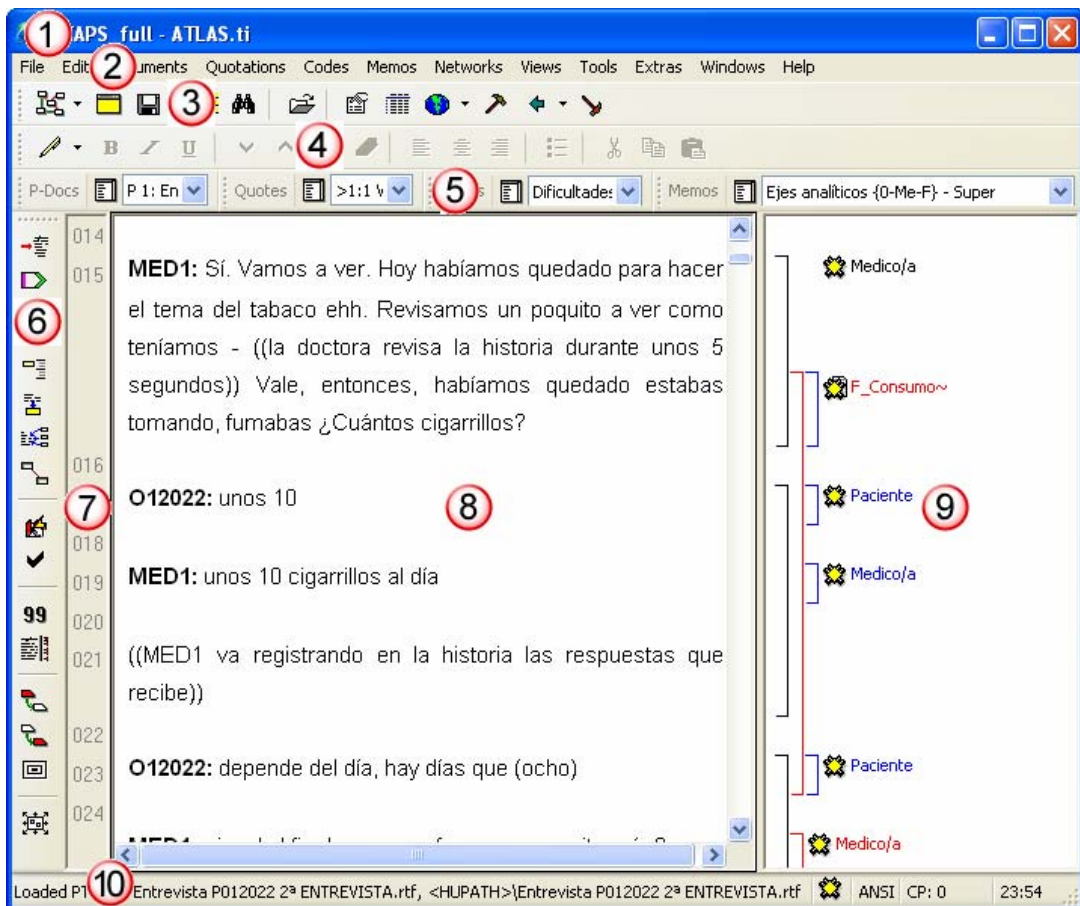 1 APS_full - ATLAS.ti
File Edit 2 uments Quotations Codes Memos Networks Views Tools Extras Windows Help
3
B I U 4
P-Docs P 1: En Quotes >1:1 5 s Dificultades Memos Ejes analíticos {0-Me-F} - Super
014
015 MED1: Sí. Vamos a ver. Hoy habíamos quedado para hacer Medico/a
el tema del tabaco ehh. Revisamos un poquito a ver como
6
teníamos - ((la doctora revisa la historia durante unos 5
segundos)) Vale, entonces, habíamos quedado estabas F_Consumo~
tomando, fumabas ¿Cuántos cigarrillos?
016
7 O12022: unos 10 8 Paciente 9
018
019 MED1: unos 10 cigarrillos al día Medico/a
99 020
021 ((MED1 va registrando en la historia las respuestas que
recibe))
022
023 O12022: depende del día, hay días que (ocho) Paciente
024
Medico/a
Loaded PT 10 Entrevista P012022 2ª ENTREVISTA.rtf, <HUPATH>\Entrevista P012022 2ª ENTREVISTA.rtf ANSI CP: 0 23:54